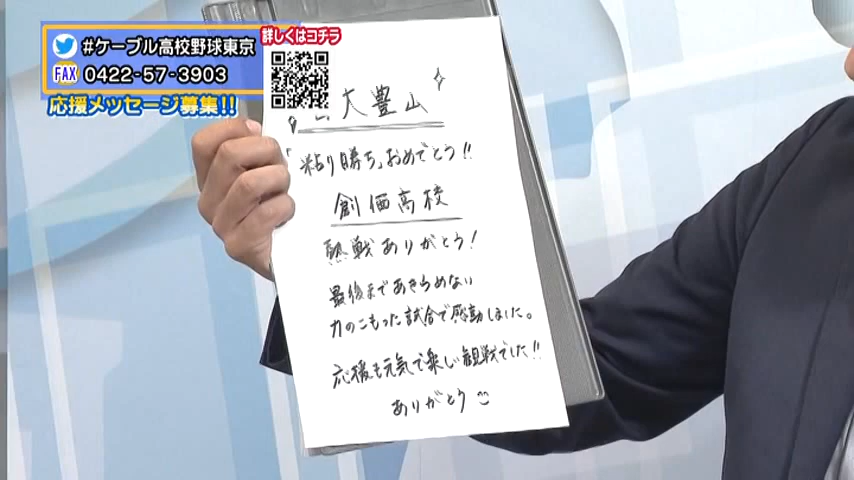 #ケーブル高校野球東京
FAX 0422-57-3903
応援メッセージ募集!!
詳しくはコチラ
大豊山
粘り勝ち、おめでとう!!
創価高校
熱戦ありがとう!
最後まであきらめない
力のこもった試合で感動しました。
応援も元気で楽しい観戦でした!!
ありがとう